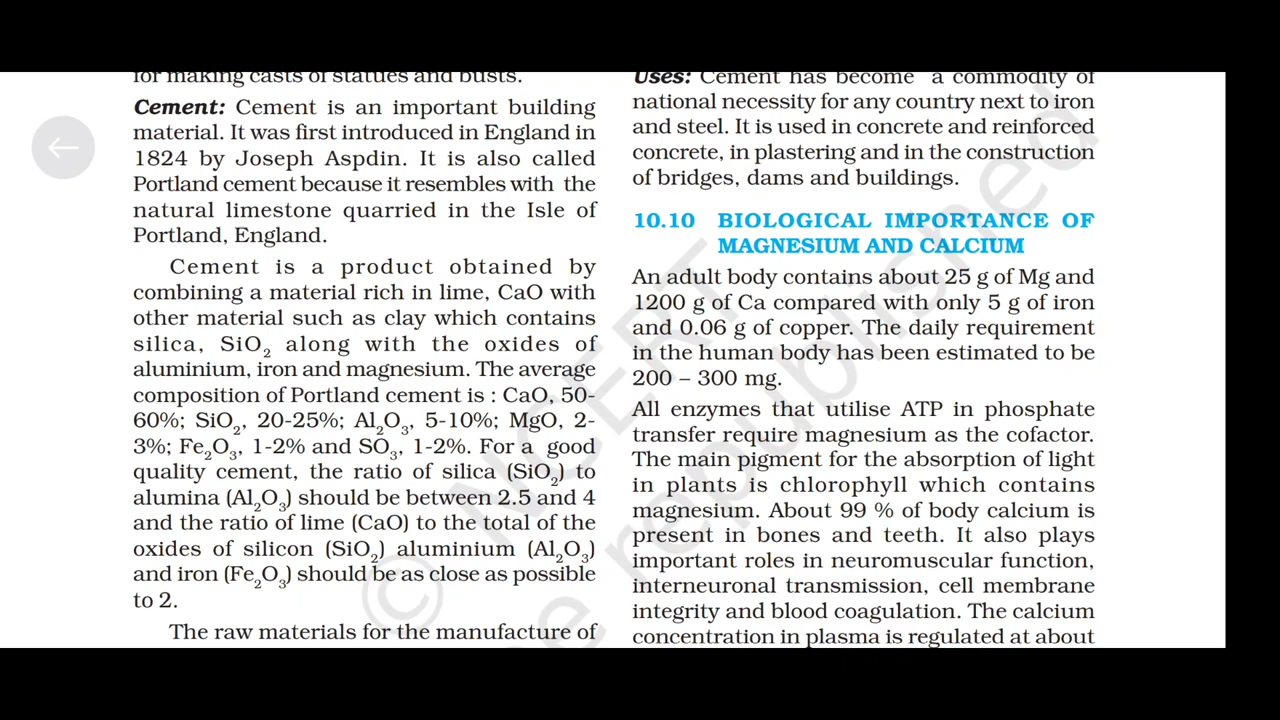 for making casts of statues and busts.
Cement: Cement is an important building
material. It was first introduced in England in
1824 by Joseph Aspdin. It is also called
Portland cement because it resembles with the
natural limestone quarried in the Isle of
Portland, England.
Cement is a product obtained by
combining a material rich in lime, CaO with
other material such as clay which contains
silica, SiO₂ along with the oxides of
aluminium, iron and magnesium. The average
composition of Portland cement is : CaO, 50-
60%; SiO₂, 20-25%; Al₂O₃, 5-10%; MgO, 2-
3%; Fe₂O₃, 1-2% and SO₃, 1-2%. For a good
quality cement, the ratio of silica (SiO₂) to
alumina (Al₂O₃) should be between 2.5 and 4
and the ratio of lime (CaO) to the total of the
oxides of silicon (SiO₂) aluminium (Al₂O₃)
and iron (Fe₂O₃) should be as close as possible
to 2.
The raw materials for the manufacture of
Uses: Cement has become a commodity of
national necessity for any country next to iron
and steel. It is used in concrete and reinforced
concrete, in plastering and in the construction
of bridges, dams and buildings.
10.10 BIOLOGICAL IMPORTANCE OF
MAGNESIUM AND CALCIUM
An adult body contains about 25 g of Mg and
1200 g of Ca compared with only 5 g of iron
and 0.06 g of copper. The daily requirement
in the human body has been estimated to be
200 – 300 mg.
All enzymes that utilise ATP in phosphate
transfer require magnesium as the cofactor.
The main pigment for the absorption of light
in plants is chlorophyll which contains
magnesium. About 99 % of body calcium is
present in bones and teeth. It also plays
important roles in neuromuscular function,
interneuronal transmission, cell membrane
integrity and blood coagulation. The calcium
concentration in plasma is regulated at about
© NCERT
e republished